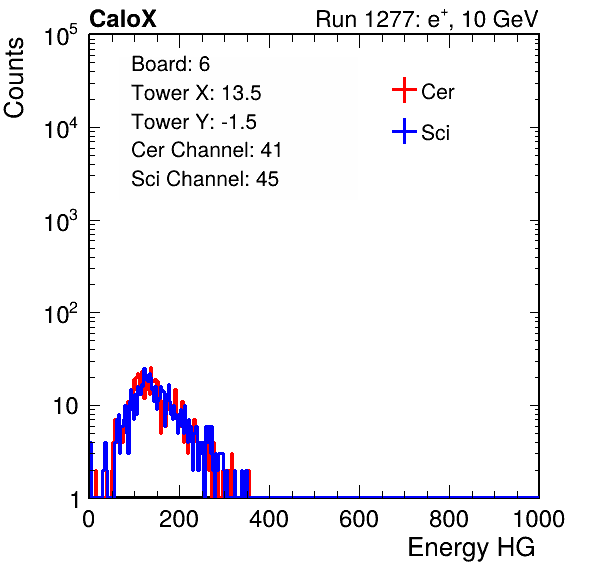 CaloX Run 1277: e⁺, 10 GeV
Counts
Board: 6
Tower X: 13.5
Tower Y: -1.5
Cer Channel: 41
Sci Channel: 45
Cer
Sci
10⁵
10⁴
10³
10²
10
1
0 200 400 600 800 1000
Energy HG